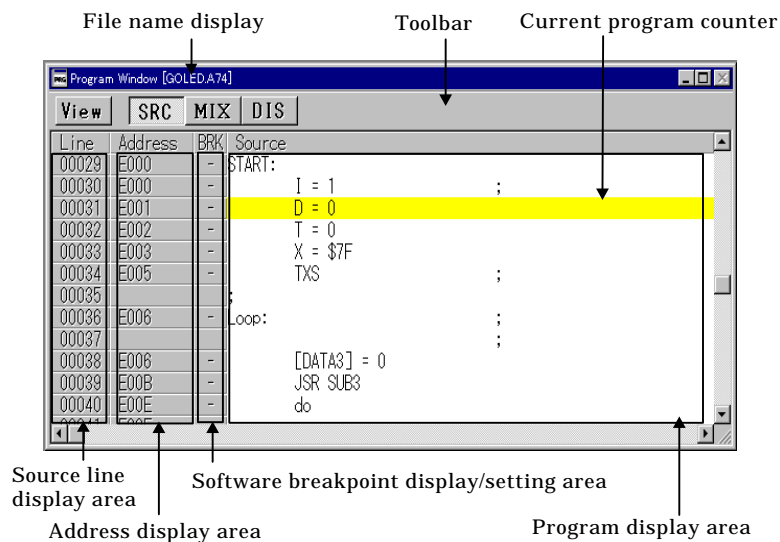 File name display
Toolbar
Current program counter
PRG Program Window [GOLED.A74]
View SRC MIX DIS
Line Address BRK Source
00029 E000 - START:
00030 E000 - I = 1 ;
00031 E001 - D = 0
00032 E002 - T = 0
00033 E003 - X = $7F
00034 E005 - TXS ;
00035 ;
00036 E006 - Loop: ;
00037 ;
00038 E006 - [DATA3] = 0
00039 E00B - JSR SUB3
00040 E00E - do
Source line
display area
Software breakpoint display/setting area
Address display area
Program display area